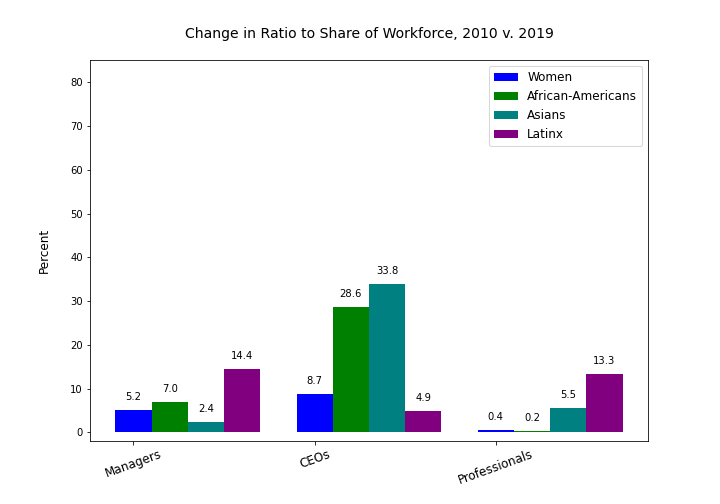 Change in Ratio to Share of Workforce, 2010 v. 2019
Women
African-Americans
Asians
Latinx
Percent
80
70
60
50
40
30
20
10
0
5.2
7.0
2.4
14.4
8.7
28.6
33.8
4.9
0.4
0.2
5.5
13.3
Managers
CEOs
Professionals